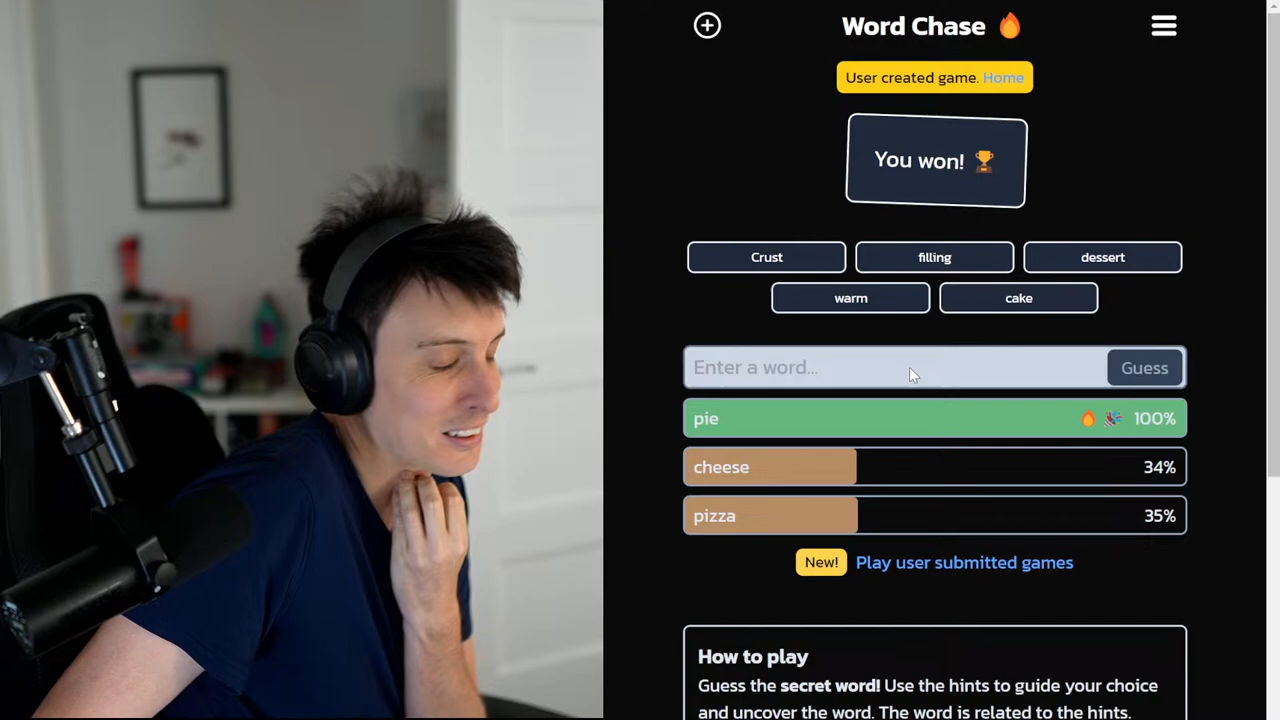 Word Chase 🔥
User created game. Home
You won! 🏆
Crust filling dessert
warm cake
Enter a word... Guess
pie 🔥 🎉 100%
cheese 34%
pizza 35%
New! Play user submitted games
How to play
Guess the secret word! Use the hints to guide your choice
and uncover the word. The word is related to the hints.